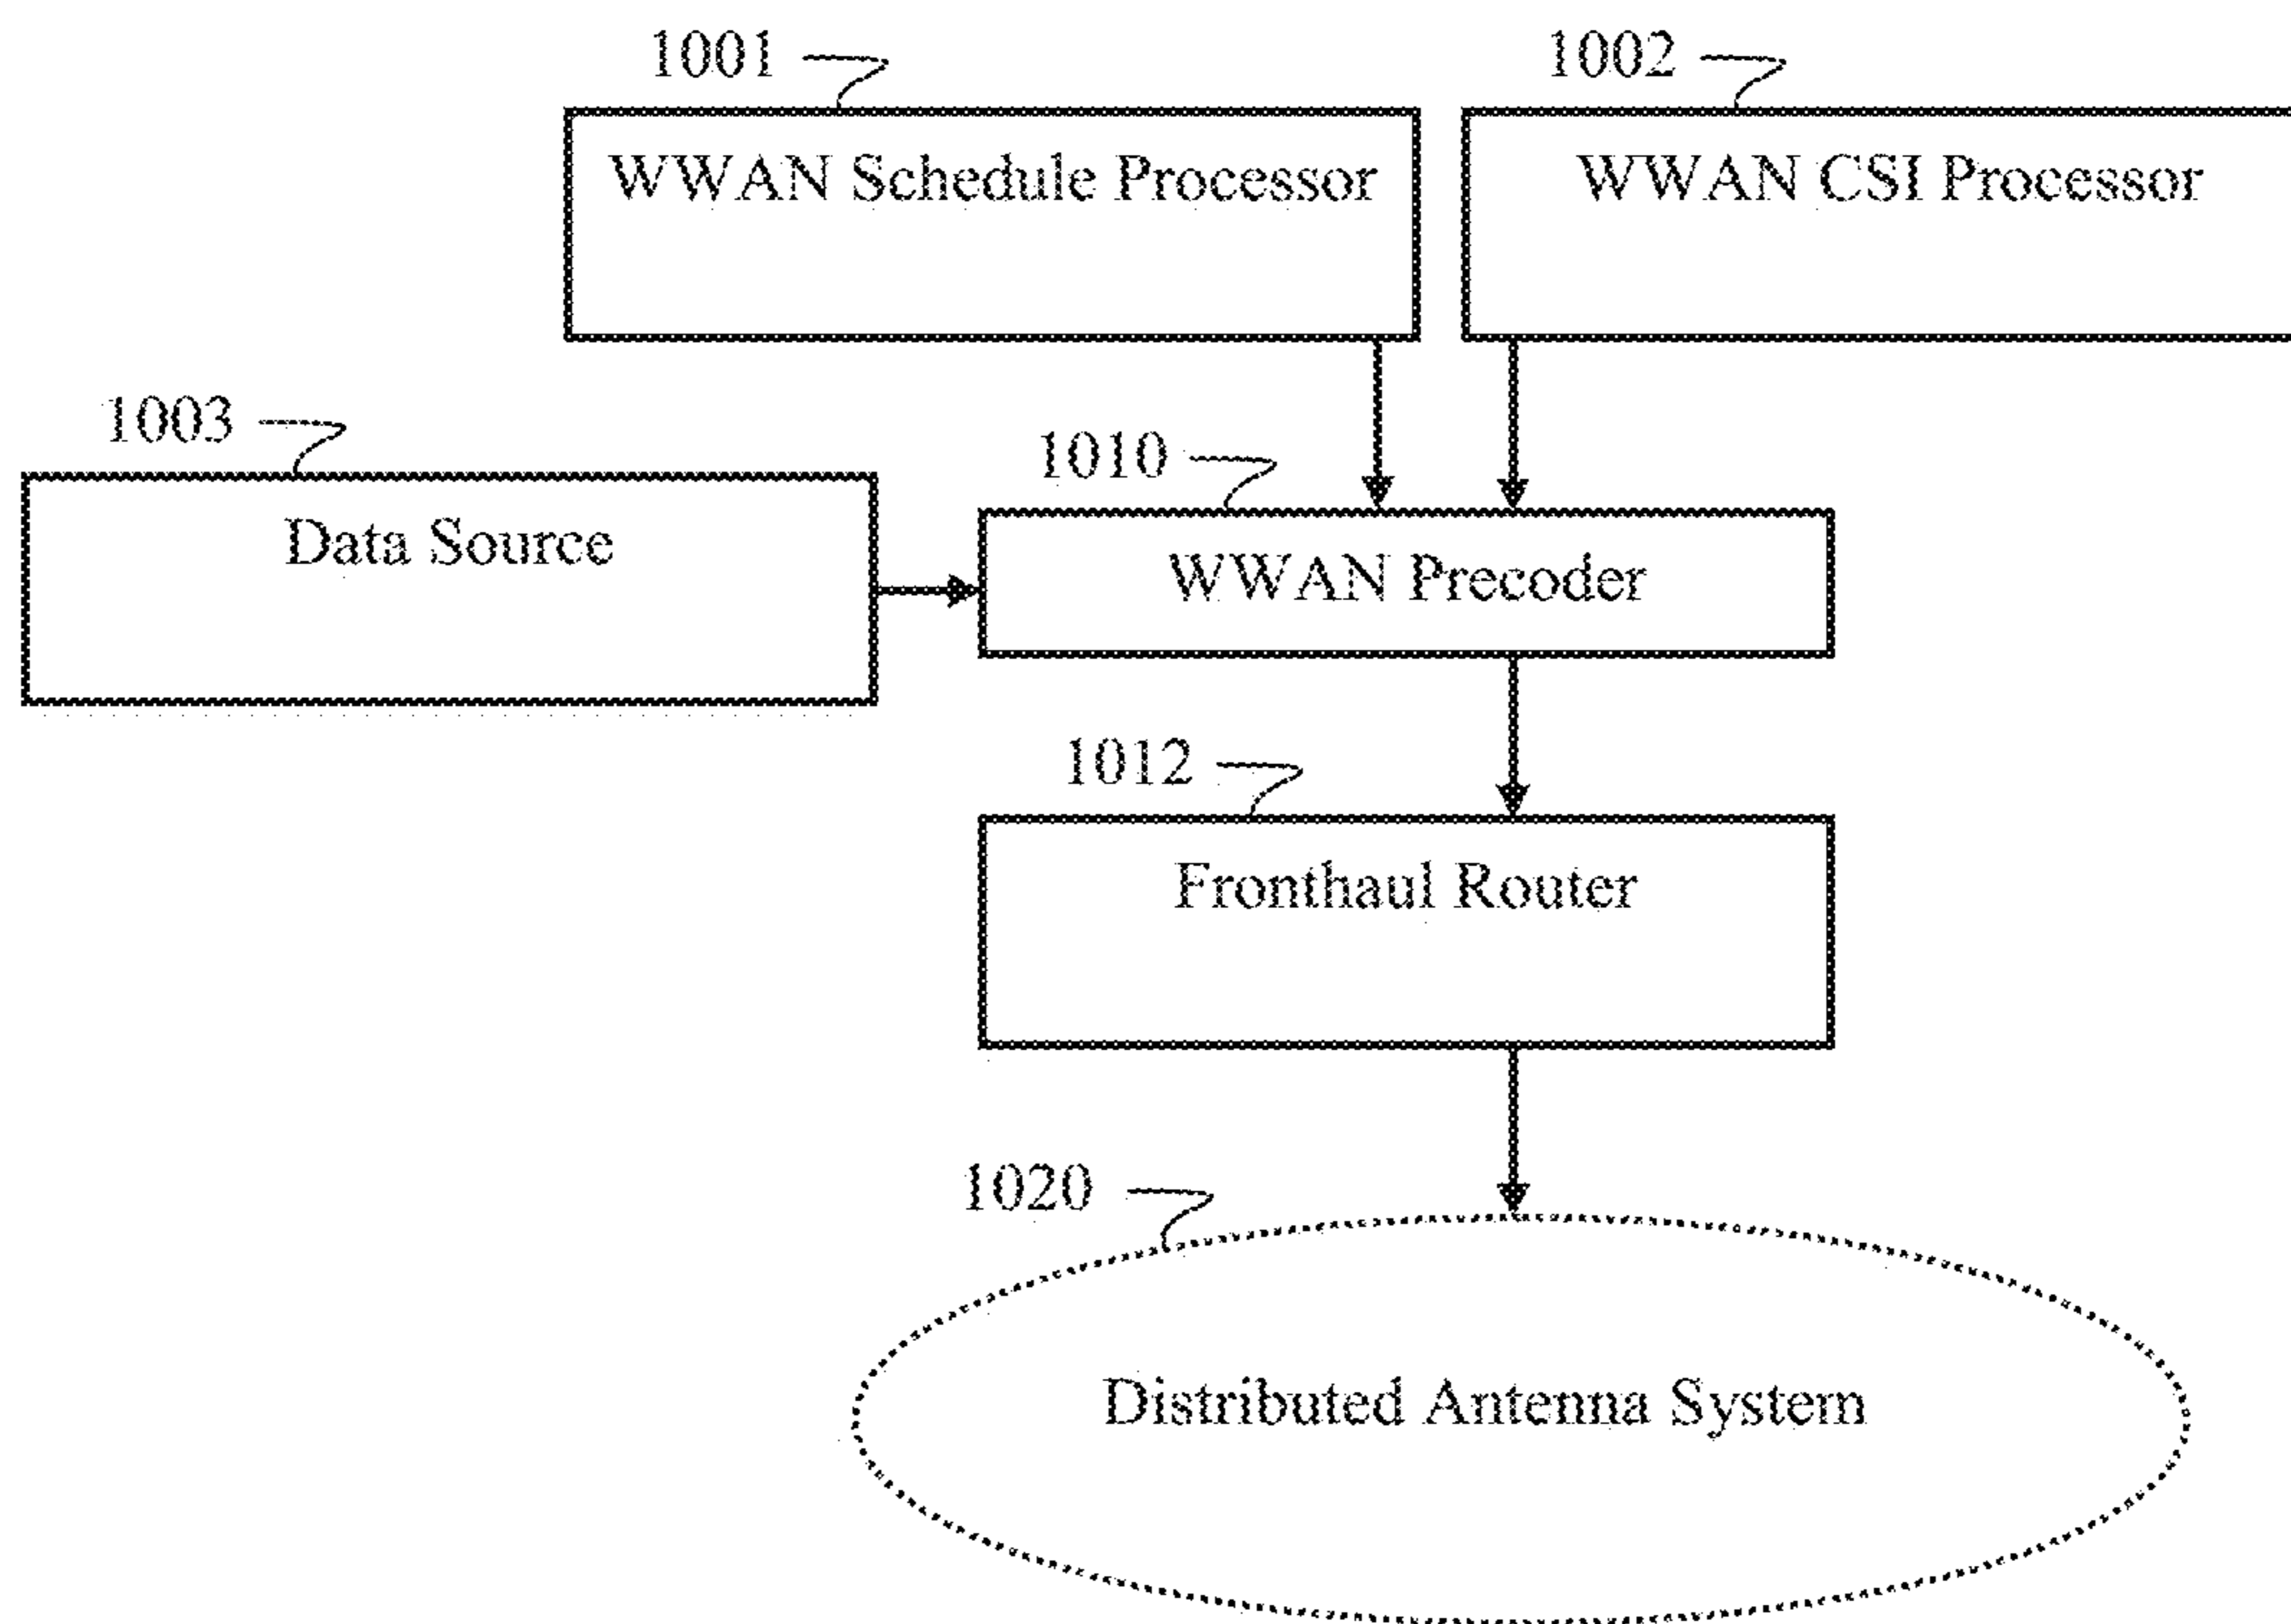 1001
1002
WWAN Schedule Processor
WWAN CSI Processor
1003
1010
Data Source
WWAN Precoder
1012
Fronthaul Router
1020
Distributed Antenna System